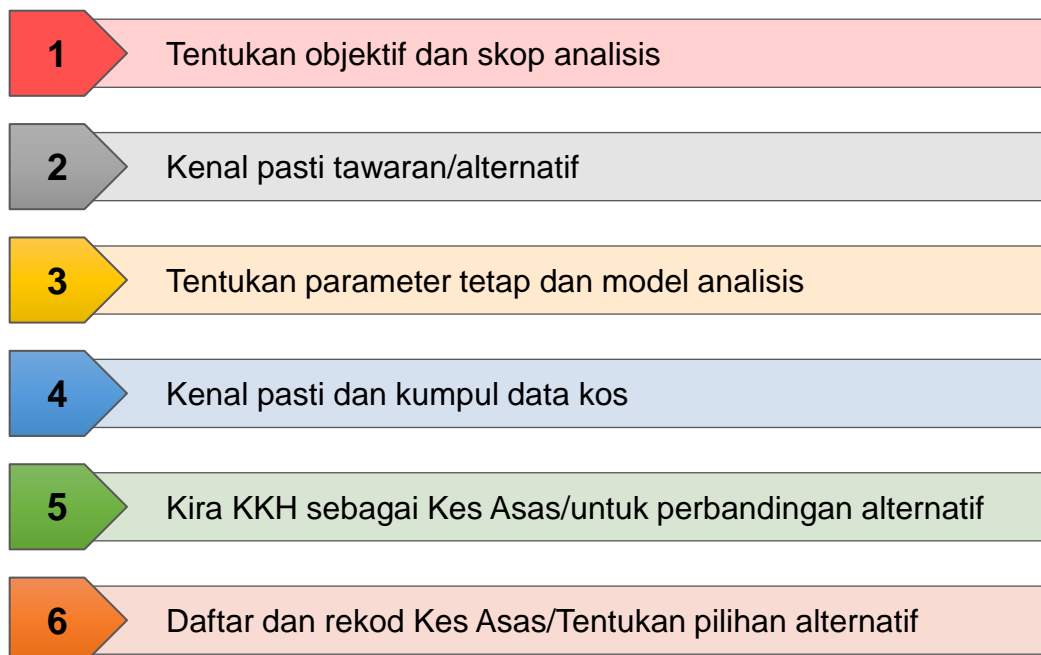 1 Tentukan objektif dan skop analisis
2 Kenal pasti tawaran/alternatif
3 Tentukan parameter tetap dan model analisis
4 Kenal pasti dan kumpul data kos
5 Kira KKH sebagai Kes Asas/untuk perbandingan alternatif
6 Daftar dan rekod Kes Asas/Tentukan pilihan alternatif